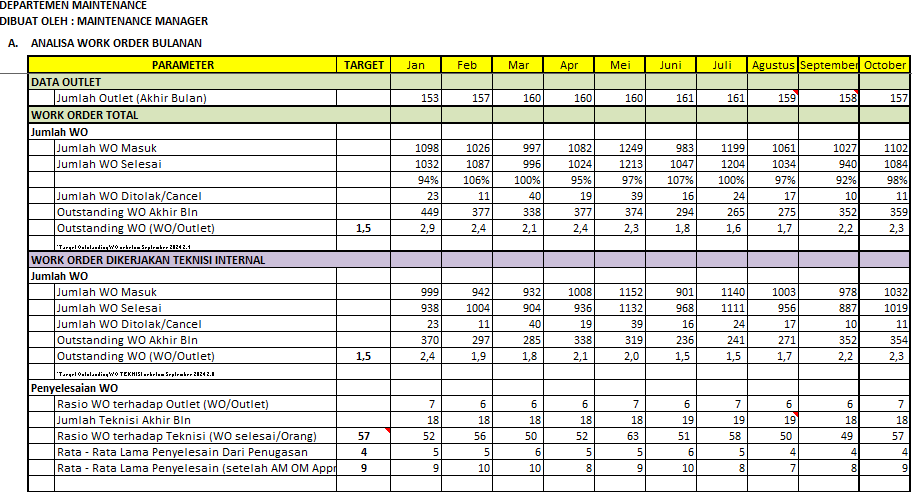 DEPARTEMEN MAINTENANCE
DIBUAT OLEH : MAINTENANCE MANAGER
A. ANALISA WORK ORDER BULANAN
PARAMETER TARGET Jan Feb Mar Apr Mei Juni Juli Agustus September October
DATA OUTLET
Jumlah Outlet (Akhir Bulan) 153 157 160 160 160 161 161 159 158 157
WORK ORDER TOTAL
Jumlah WO
Jumlah WO Masuk 1098 1026 997 1082 1249 983 1199 1061 1027 1102
Jumlah WO Selesai 1032 1087 996 1024 1213 1047 1204 1034 940 1084
94% 106% 100% 95% 97% 107% 100% 97% 92% 98%
Jumlah WO Ditolak/Cancel 23 11 40 19 39 16 24 17 10 11
Outstanding WO Akhir Bln 449 377 338 377 374 294 265 275 352 359
Outstanding WO (WO/Outlet) 1,5 2,9 2,4 2,1 2,4 2,3 1,8 1,6 1,7 2,2 2,3
*Target Outstanding WO sebelum September 2024 2.4
WORK ORDER DIKERJAKAN TEKNISI INTERNAL
Jumlah WO
Jumlah WO Masuk 999 942 932 1008 1152 901 1140 1003 978 1032
Jumlah WO Selesai 938 1004 904 936 1132 968 1111 956 887 1019
Jumlah WO Ditolak/Cancel 23 11 40 19 39 16 24 17 10 11
Outstanding WO Akhir Bln 370 297 285 338 319 236 241 271 352 354
Outstanding WO (WO/Outlet) 1,5 2,4 1,9 1,8 2,1 2,0 1,5 1,5 1,7 2,2 2,3
*Target Outstanding WO TEKNISI sebelum September 2024 2.0
Penyelesaian WO
Rasio WO terhadap Outlet (WO/Outlet) 7 6 6 6 7 6 7 6 6 7
Jumlah Teknisi Akhir Bln 18 18 18 18 18 19 19 19 18 18
Rasio WO terhadap Teknisi (WO selesai/Orang) 57 52 56 50 52 63 51 58 50 49 57
Rata - Rata Lama Penyelesain Dari Penugasan 4 5 5 6 5 5 6 5 4 4 4
Rata - Rata Lama Penyelesain (setelah AM OM Appr 9 9 10 10 8 9 10 8 7 8 9